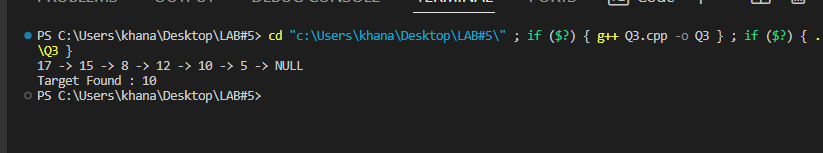 PROBLEMS OUTPUT DEBUG CONSOLE TERMINAL PORTS Code
PS C:\Users\khana\Desktop\LAB#5> cd "c:\Users\khana\Desktop\LAB#5\" ; if ($?) { g++ Q3.cpp -o Q3 } ; if ($?) { .
\Q3 }
17 -> 15 -> 8 -> 12 -> 10 -> 5 -> NULL
Target Found : 10
PS C:\Users\khana\Desktop\LAB#5>